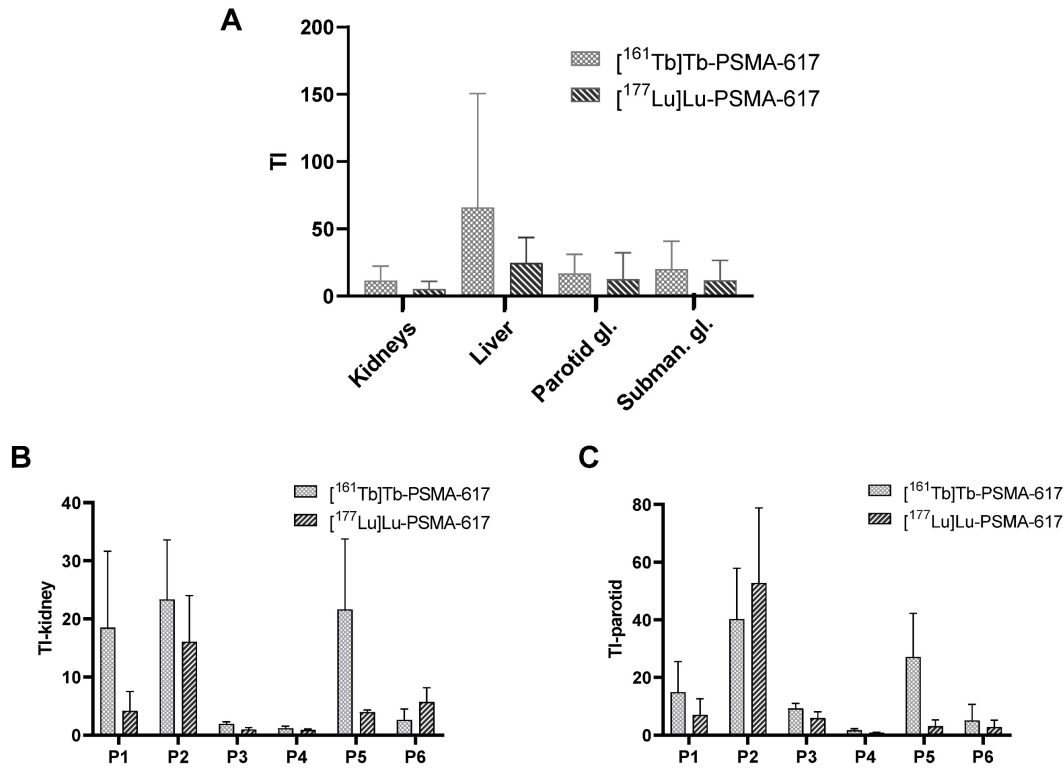 A
200
150
100
50
0
TI
[¹⁶¹Tb]Tb-PSMA-617
[¹⁷⁷Lu]Lu-PSMA-617
Kidneys
Liver
Parotid gl.
Subman. gl.
B
40
30
20
10
0
TI-kidney
[¹⁶¹Tb]Tb-PSMA-617
[¹⁷⁷Lu]Lu-PSMA-617
P1 P2 P3 P4 P5 P6
C
80
60
40
20
0
TI-parotid
[¹⁶¹Tb]Tb-PSMA-617
[¹⁷⁷Lu]Lu-PSMA-617
P1 P2 P3 P4 P5 P6